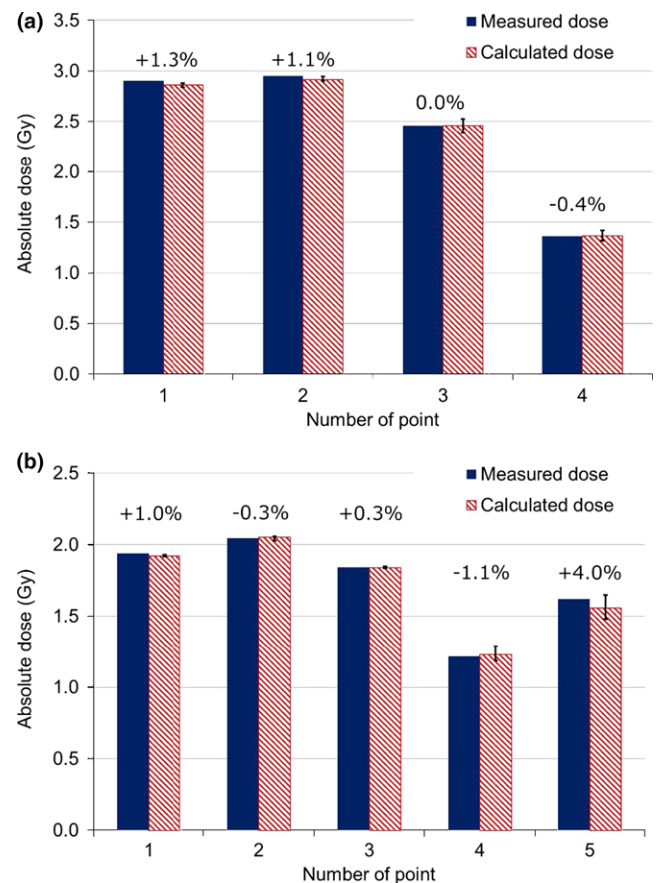 (a)
3.5
3.0
2.5
2.0
1.5
1.0
0.5
0.0
Absolute dose (Gy)
Measured dose
Calculated dose
+1.3%
+1.1%
0.0%
-0.4%
1 2 3 4
Number of point
(b)
2.5
2.0
1.5
1.0
0.5
0.0
Absolute dose (Gy)
Measured dose
Calculated dose
+1.0%
-0.3%
+0.3%
-1.1%
+4.0%
1 2 3 4 5
Number of point